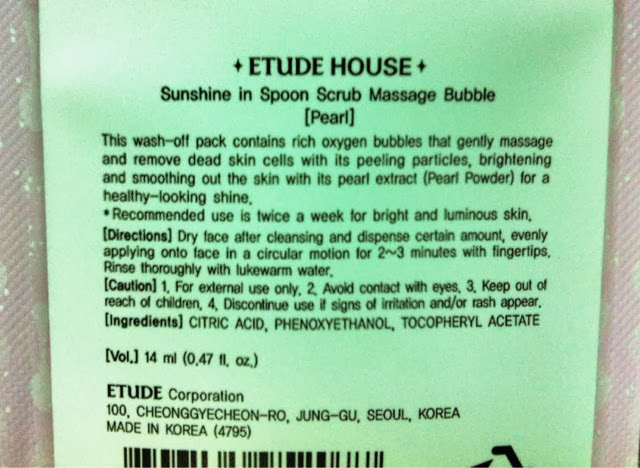 ✦ ETUDE HOUSE ✦
Sunshine in Spoon Scrub Massage Bubble
[Pearl]
This wash-off pack contains rich oxygen bubbles that gently massage
and remove dead skin cells with its peeling particles, brightening
and smoothing out the skin with its pearl extract (Pearl Powder) for a
healthy-looking shine.
*Recommended use is twice a week for bright and luminous skin.
[Directions] Dry face after cleansing and dispense certain amount, evenly
applying onto face in a circular motion for 2~3 minutes with fingertips.
Rinse thoroughly with lukewarm water.
[Caution] 1. For external use only. 2. Avoid contact with eyes. 3. Keep out of
reach of children. 4. Discontinue use if signs of irritation and/or rash appear.
[Ingredients] CITRIC ACID, PHENOXYETHANOL, TOCOPHERYL ACETATE
[Vol.] 14 ml (0.47 fl. oz.)
ETUDE Corporation
100, CHEONGGYECHEON-RO, JUNG-GU, SEOUL, KOREA
MADE IN KOREA (4795)